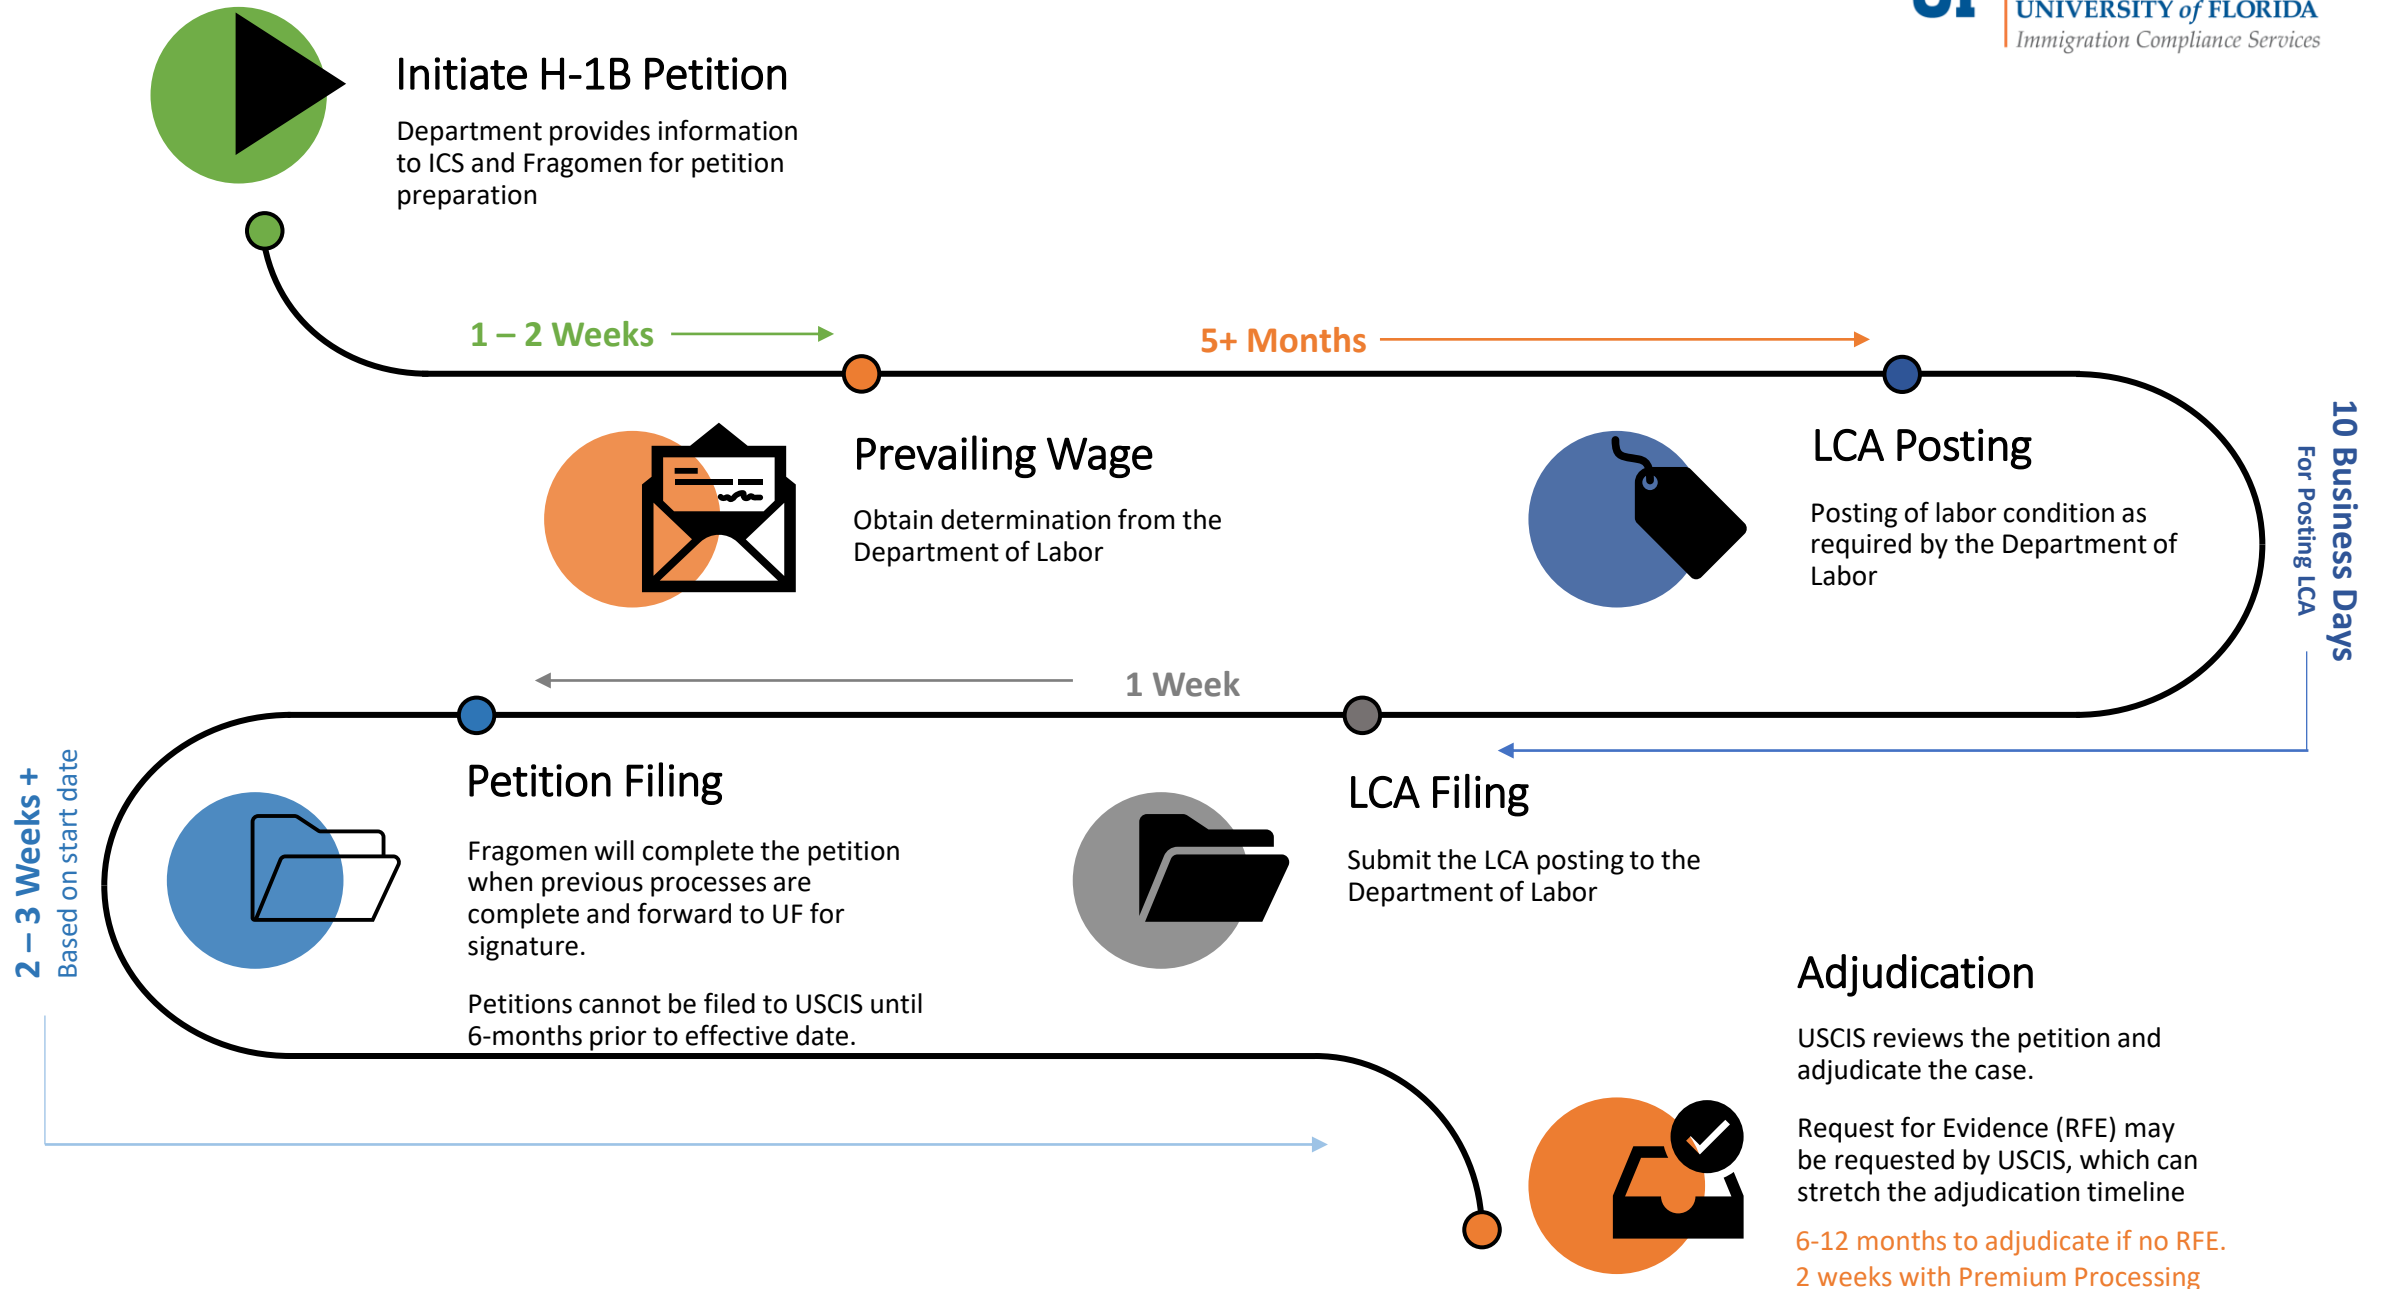 UF
UNIVERSITY of FLORIDA
Immigration Compliance Services
Initiate H-1B Petition
Department provides information
to ICS and Fragomen for petition
preparation
1 – 2 Weeks
5+ Months
Prevailing Wage
Obtain determination from the
Department of Labor
LCA Posting
Posting of labor condition as
required by the Department of
Labor
10 Business Days
For Posting LCA
1 Week
LCA Filing
Submit the LCA posting to the
Department of Labor
Petition Filing
Fragomen will complete the petition
when previous processes are
complete and forward to UF for
signature.
Petitions cannot be filed to USCIS until
6-months prior to effective date.
2 – 3 Weeks +
Based on start date
Adjudication
USCIS reviews the petition and
adjudicate the case.
Request for Evidence (RFE) may
be requested by USCIS, which can
stretch the adjudication timeline
6-12 months to adjudicate if no RFE.
2 weeks with Premium Processing